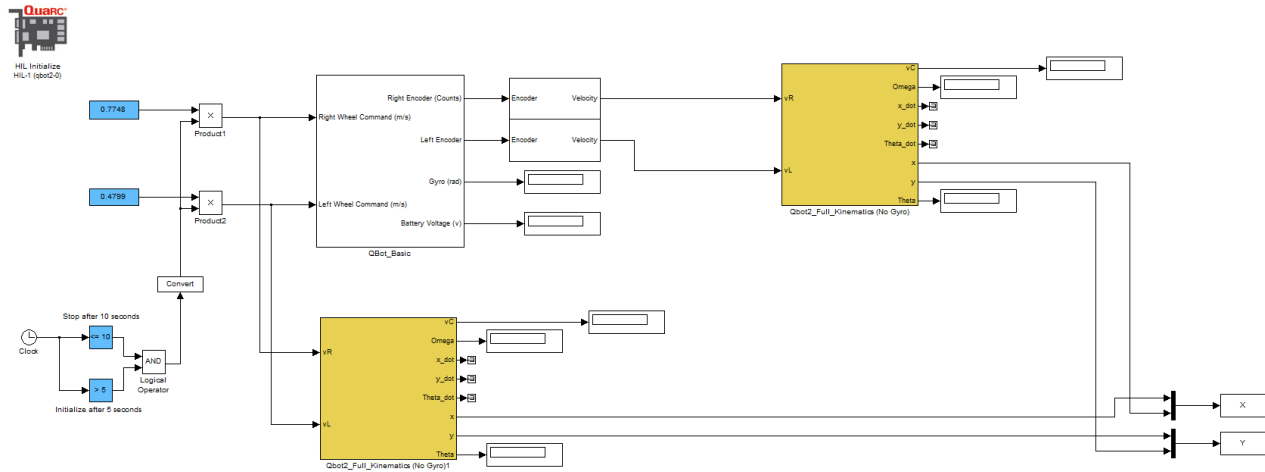 QUARC
HIL Initialize
HIL-1 (qbot2-0)
0.7748
×
Product1
0.4799
×
Product2
Convert
Stop after 10 seconds
Clock
<= 10
AND
Logical
Operator
> 5
Initialize after 5 seconds
Right Encoder (Counts)
Right Wheel Command (m/s)
Left Encoder
Gyro (rad)
Left Wheel Command (m/s)
Battery Voltage (v)
QBot_Basic
Encoder Velocity
Encoder Velocity
vC
Omega
vR
x_dot
y_dot
Theta_dot
x
vL
y
Theta
Qbot2_Full_Kinematics (No Gyro)
vC
Omega
vR
x_dot
y_dot
Theta_dot
x
vL
y
Theta
Qbot2_Full_Kinematics (No Gyro)1
X
Y